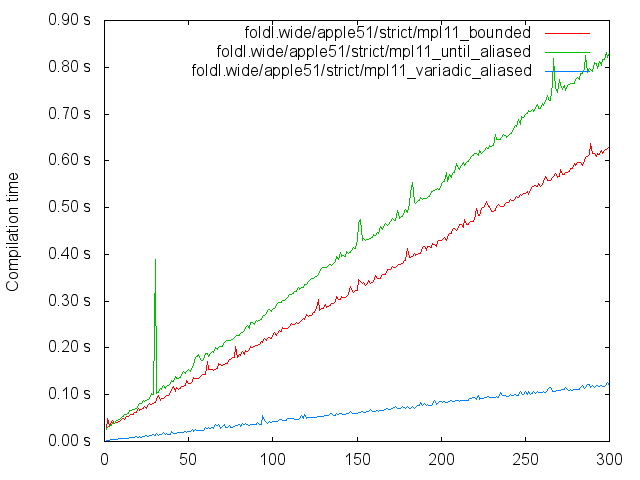 0.90 s
0.80 s
0.70 s
0.60 s
0.50 s
0.40 s
0.30 s
0.20 s
0.10 s
0.00 s
Compilation time
foldl.wide/apple51/strict/mpl11_bounded
foldl.wide/apple51/strict/mpl11_until_aliased
foldl.wide/apple51/strict/mpl11_variadic_aliased
0 50 100 150 200 250 300